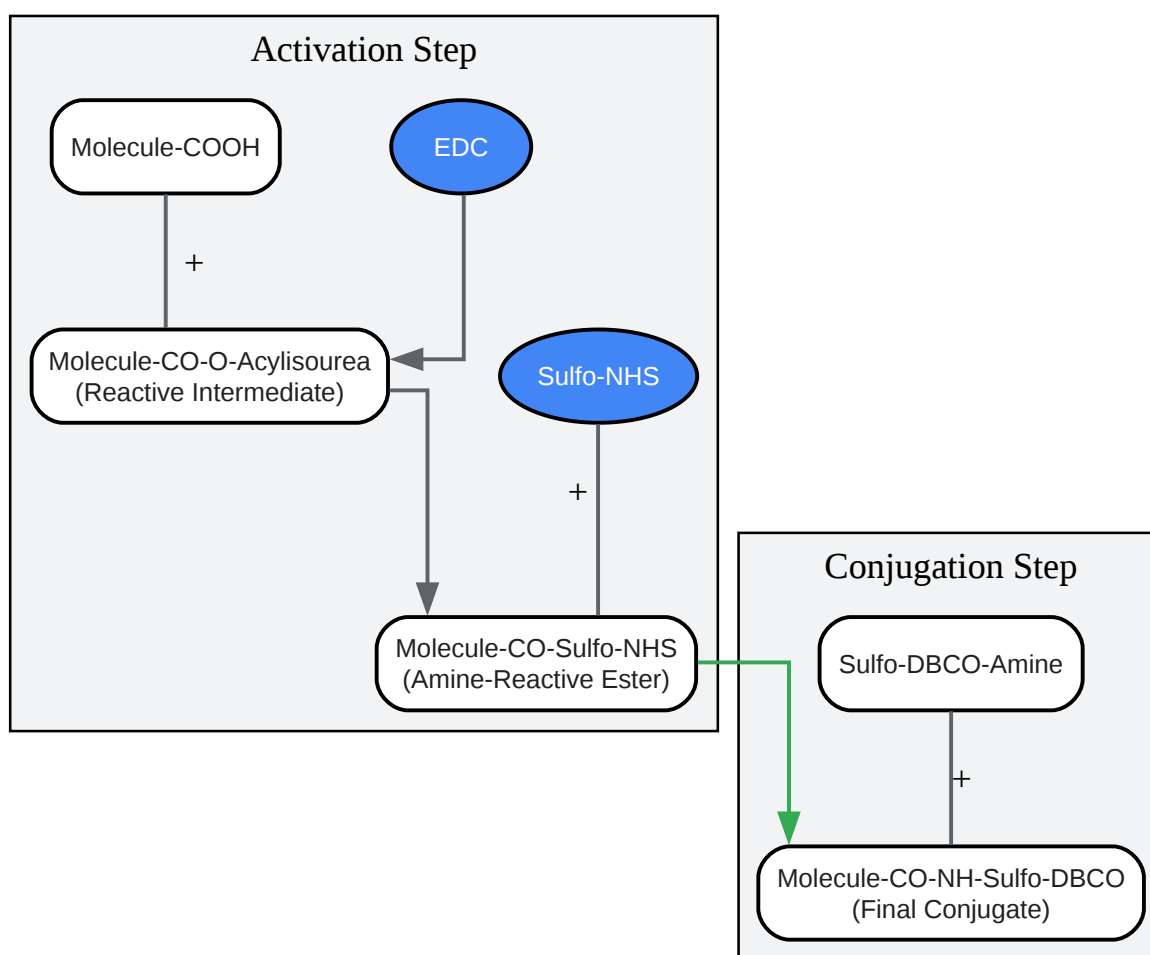 Activation Step
Molecule-COOH
EDC
+
Molecule-CO-O-Acylisourea
(Reactive Intermediate)
Sulfo-NHS
+
Molecule-CO-Sulfo-NHS
(Amine-Reactive Ester)
Conjugation Step
Sulfo-DBCO-Amine
+
Molecule-CO-NH-Sulfo-DBCO
(Final Conjugate)